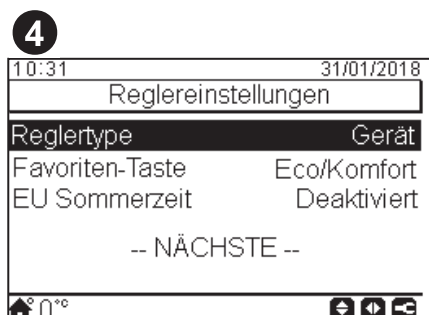 4
10:31 31/01/2018
Reglereinstellungen
Reglertype Gerät
Favoriten-Taste Eco/Komfort
EU Sommerzeit Deaktiviert
-- NÄCHSTE --
0°c